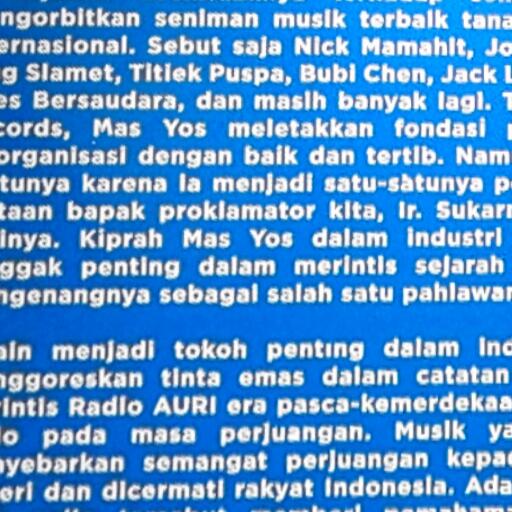 ngorbitkan seniman musik terbaik tana
ernasional. Sebut saja Nick Mamahit, Jo
g Slamet, Titiek Puspa, Bubi Chen, Jack L
es Bersaudara, dan masih banyak lagi. T
cords, Mas Yos meletakkan fondasi p
organisasi dengan baik dan tertib. Nam
tunya karena ia menjadi satu-satunya p
taan bapak proklamator kita, Ir. Sukarn
inya. Kiprah Mas Yos dalam industri
nggak penting dalam merintis sejarah
ngenangnya sebagai salah satu pahlawan
ain menjadi tokoh penting dalam ind
nggoreskan tinta emas dalam catatan
rintis Radio AURI era pasca-kemerdekaa
io pada masa perjuangan. Musik ya
nyebarkan semangat perjuangan kepad
geri dan dicermati rakyat Indonesia. Ada